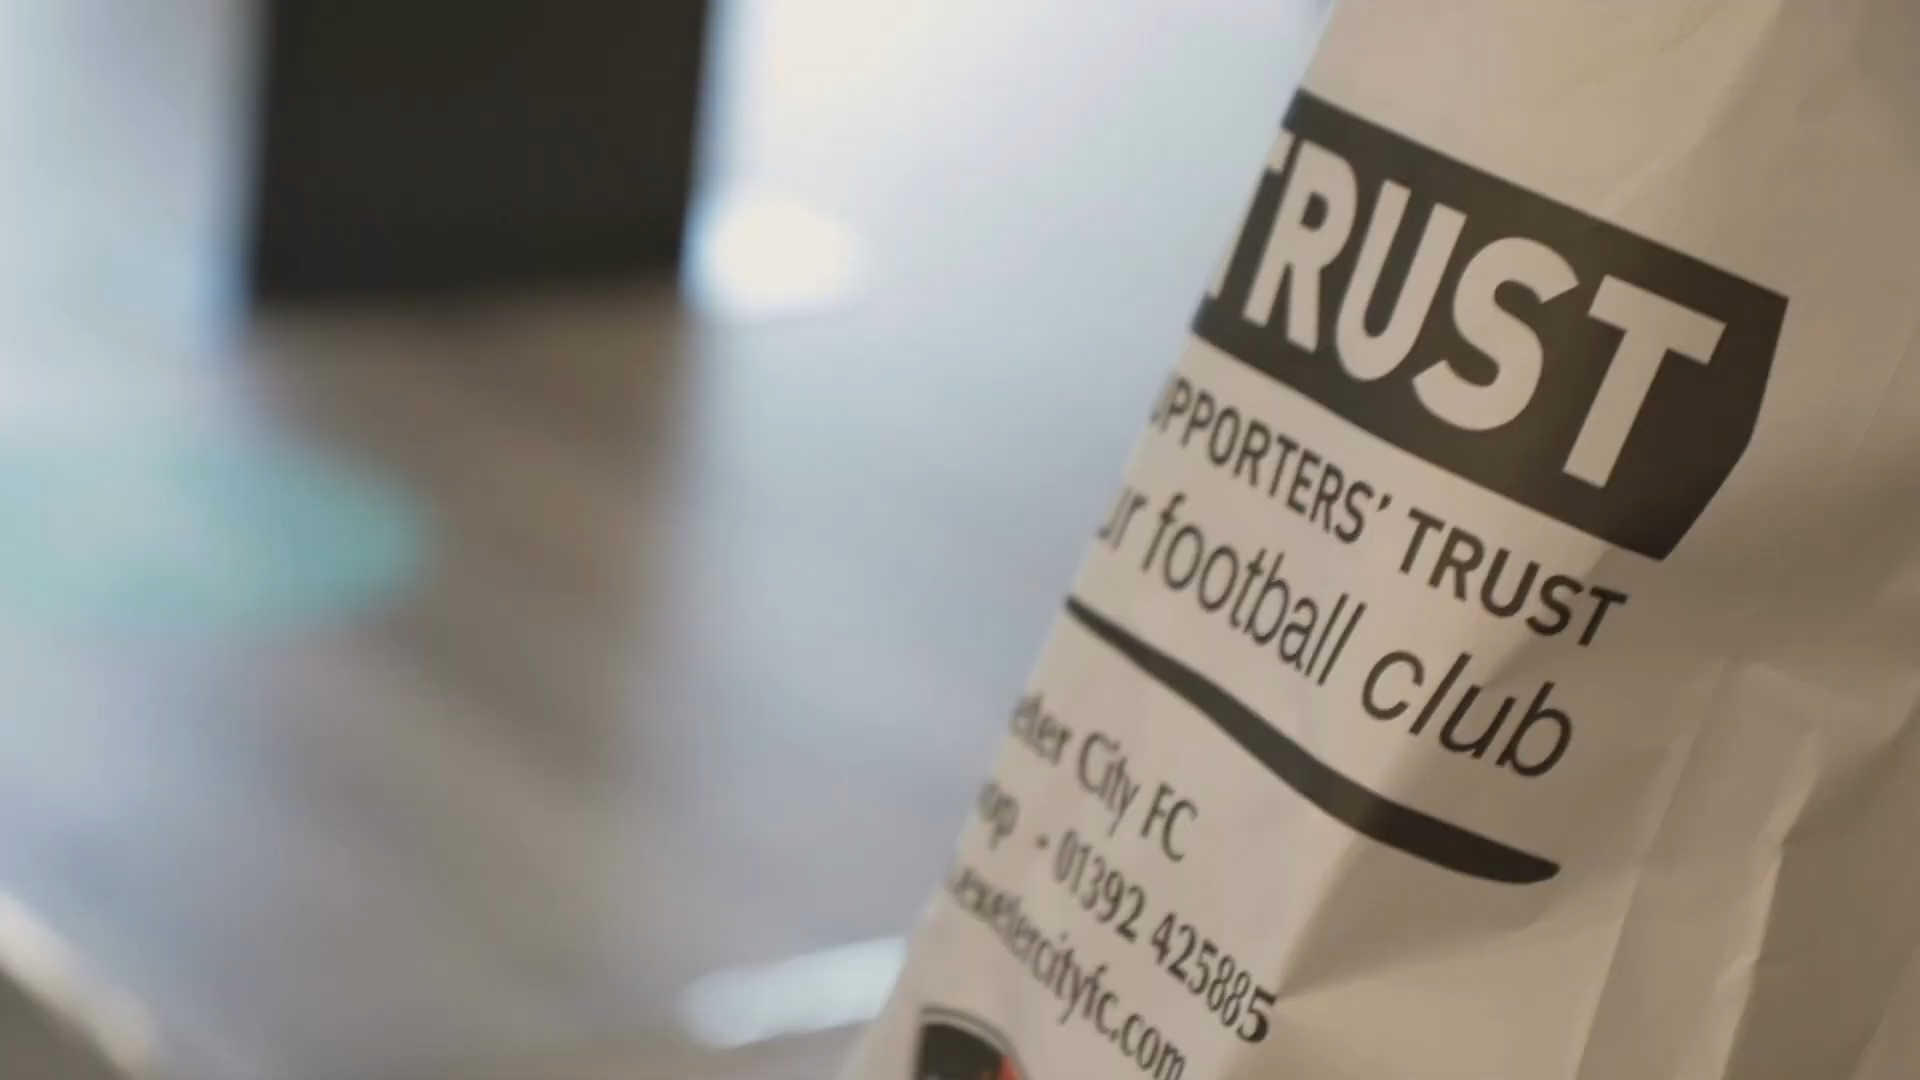 TRUST
UPPORTERS' TRUST
ur football club
eter City FC
op - 01392 425885
.exetercityfc.com